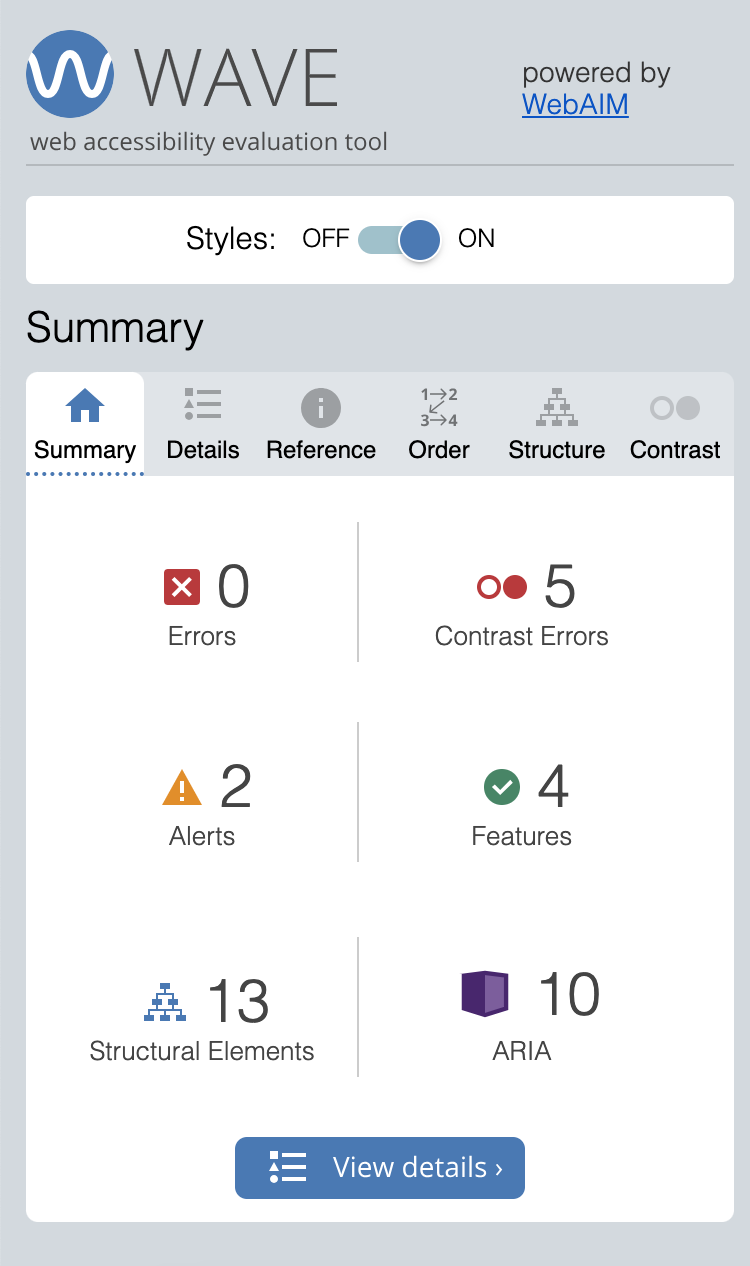 WAVE
powered by
WebAIM
web accessibility evaluation tool
Styles: OFF ON
Summary
Summary Details Reference Order Structure Contrast
1→2
3→4
0
Errors
5
Contrast Errors
2
Alerts
4
Features
13
Structural Elements
10
ARIA
View details ›